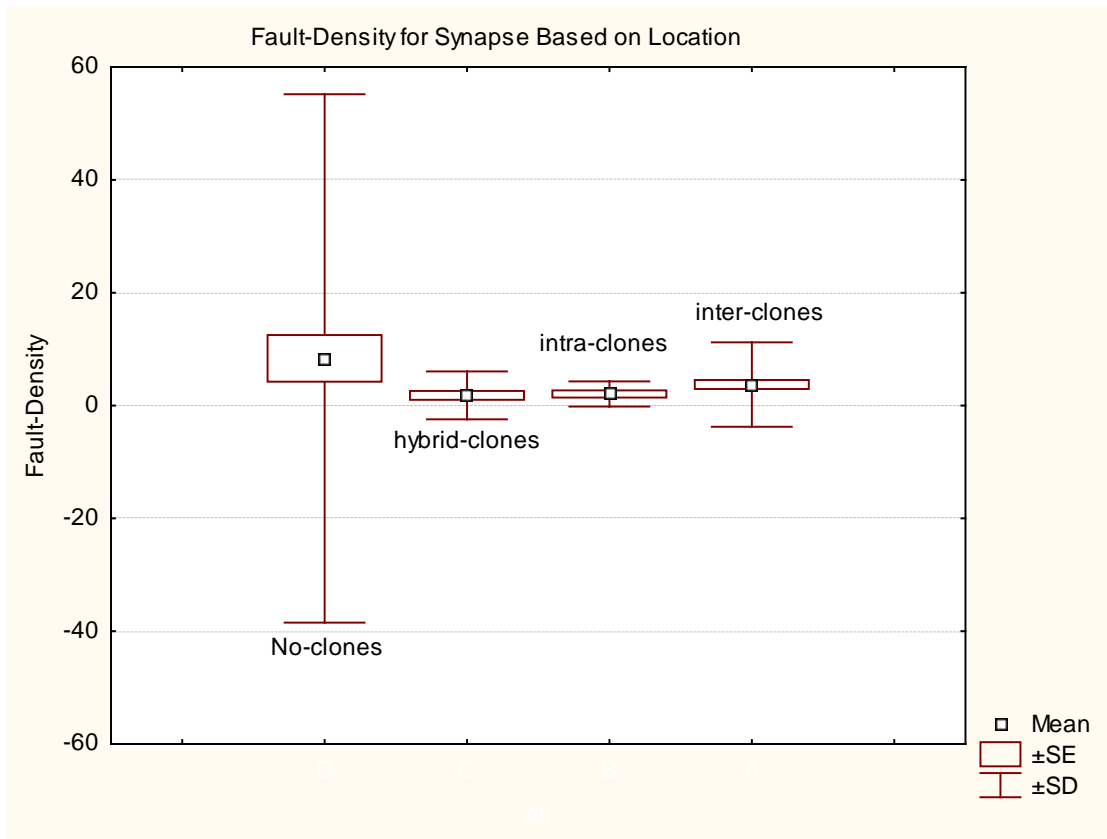 Fault-Density for Synapse Based on Location
60
40
20
0
-20
-40
-60
Fault-Density
No-clones
hybrid-clones
intra-clones
inter-clones
D C B A
Mean
±SE
±SD